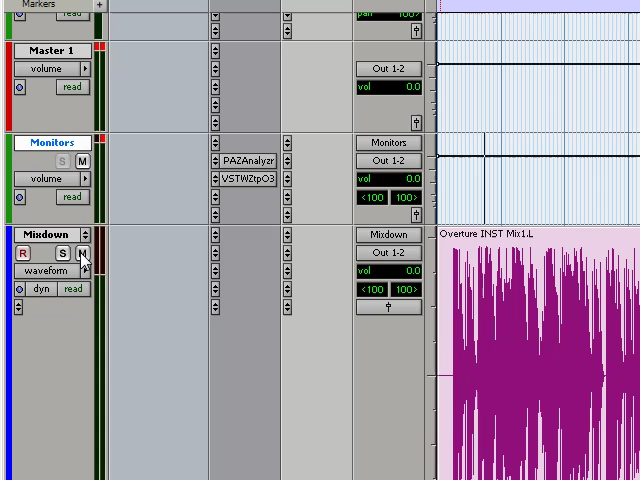 Markers +
pan 100>
Master 1
volume Out 1-2
read vol 0.0
Monitors Monitors
S M PAZAnalyzr Out 1-2
volume VSTWZtpO3 vol 0.0
read <100 100>
Mixdown Mixdown Overture INST Mix1.L
R S M Out 1-2
waveform vol 0.0
dyn read <100 100>